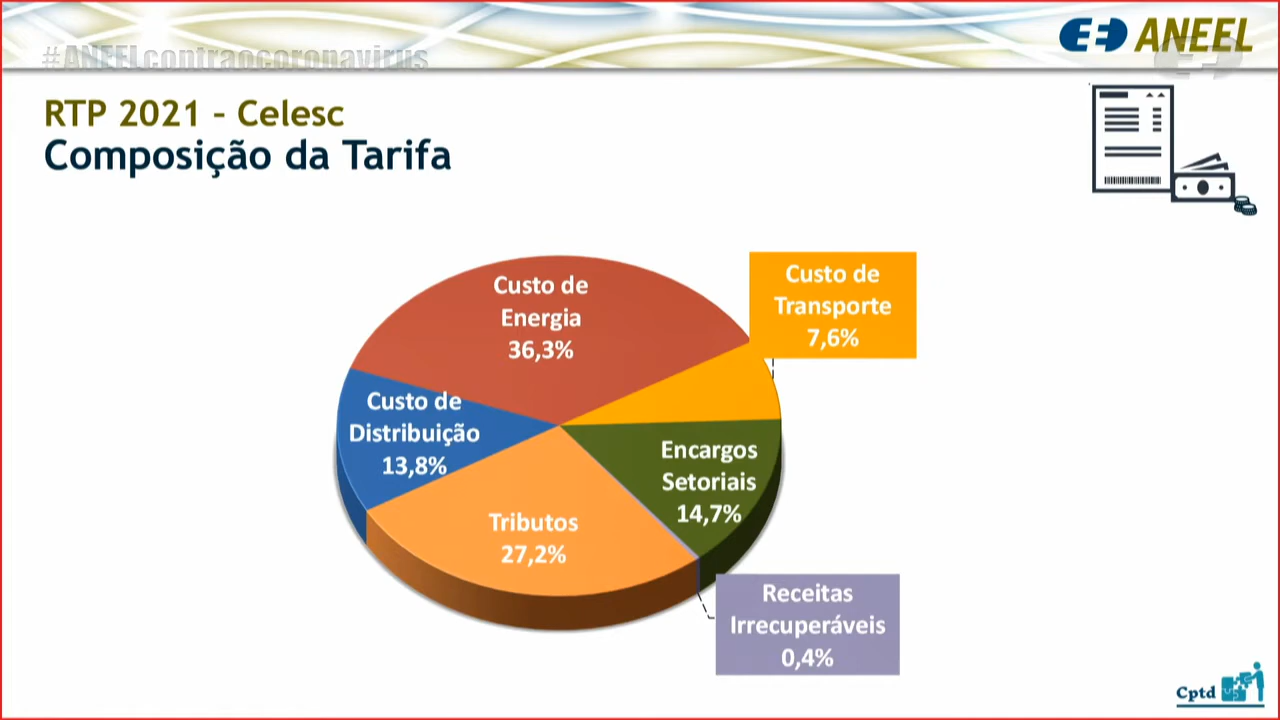 #ANEELcontraocoronavirus
ANEEL
RTP 2021 – Celesc
Composição da Tarifa
Custo de
Energia
36,3%
Custo de
Transporte
7,6%
Custo de
Distribuição
13,8%
Encargos
Setoriais
14,7%
Tributos
27,2%
Receitas
Irrecuperáveis
0,4%
Cptd